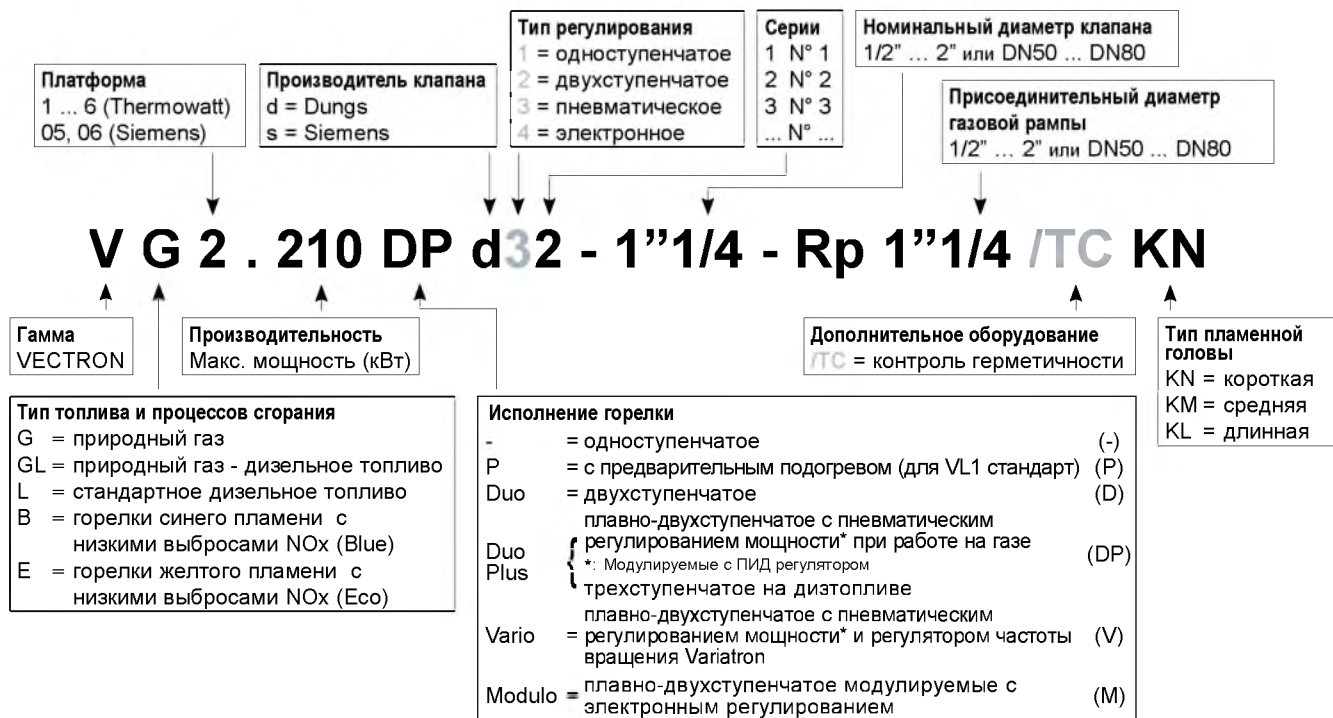 Тип регулирования
1 = одноступенчатое
2 = двухступенчатое
3 = пневматическое
4 = электронное
Серии
1 N° 1
2 N° 2
3 N° 3
... N° ...
Номинальный диаметр клапана
1/2” ... 2” или DN50 ... DN80
Платформа
1 ... 6 (Thermowatt)
05, 06 (Siemens)
Производитель клапана
d = Dungs
s = Siemens
Присоединительный диаметр
газовой рампы
1/2” ... 2” или DN50 ... DN80
V G 2 . 210 DP d32 - 1”1/4 - Rp 1”1/4 /TC KN
Гамма
VECTRON
Производительность
Макс. мощность (кВт)
Дополнительное оборудование
/TC = контроль герметичности
Тип пламенной
головы
KN = короткая
KM = средняя
KL = длинная
Тип топлива и процессов сгорания
G = природный газ
GL = природный газ - дизельное топливо
L = стандартное дизельное топливо
B = горелки синего пламени с
низкими выбросами NOx (Blue)
E = горелки желтого пламени с
низкими выбросами NOx (Eco)
Исполнение горелки
- = одноступенчатое (-)
P = с предварительным подогревом (для VL1 стандарт) (P)
Duo = двухступенчатое (D)
плавно-двухступенчатое с пневматическим
Duo { регулированием мощности* при работе на газе (DP)
Plus *: Модулируемые с ПИД регулятором
трехступенчатое на дизтопливе
плавно-двухступенчатое с пневматическим
Vario = регулированием мощности* и регулятором частоты (V)
вращения Variatron
Modulo = плавно-двухступенчатое модулируемые с (M)
электронным регулированием